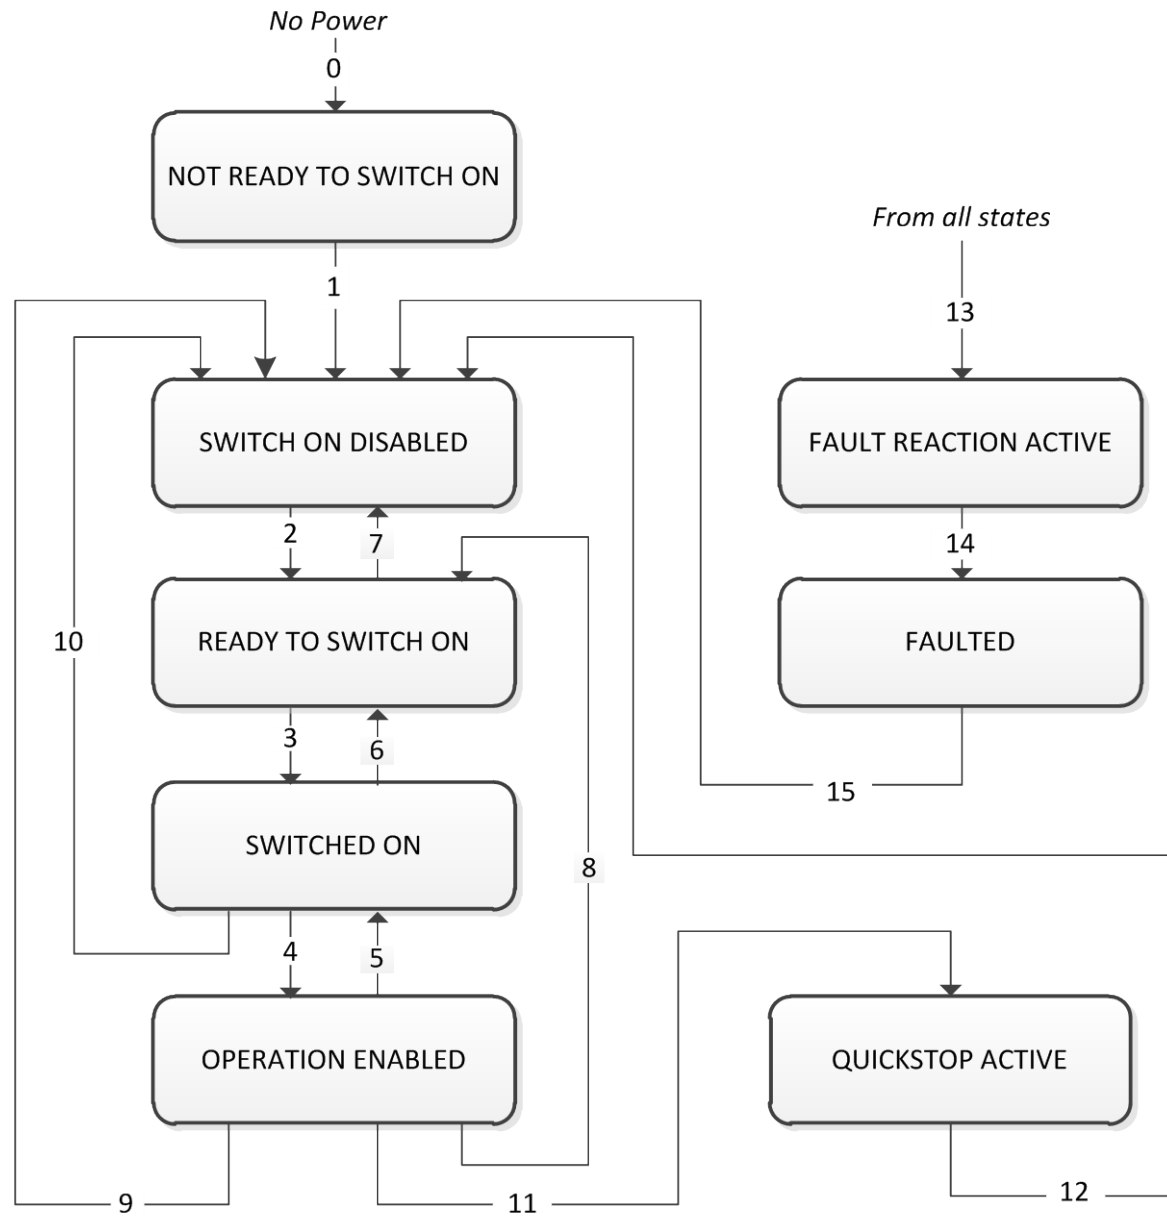 No Power
0
NOT READY TO SWITCH ON
From all states
1
13
SWITCH ON DISABLED
FAULT REACTION ACTIVE
2
7
14
10
READY TO SWITCH ON
FAULTED
3
6
15
SWITCHED ON
8
4
5
OPERATION ENABLED
QUICKSTOP ACTIVE
9
11
12